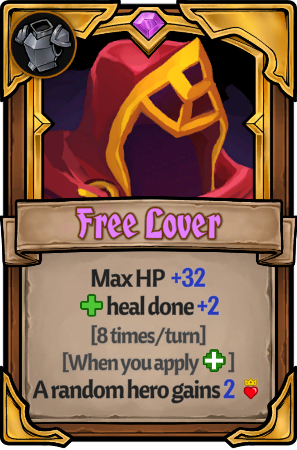 Free Lover
Max HP +32
heal done +2
[8 times/turn]
[When you apply ]
A random hero gains 2